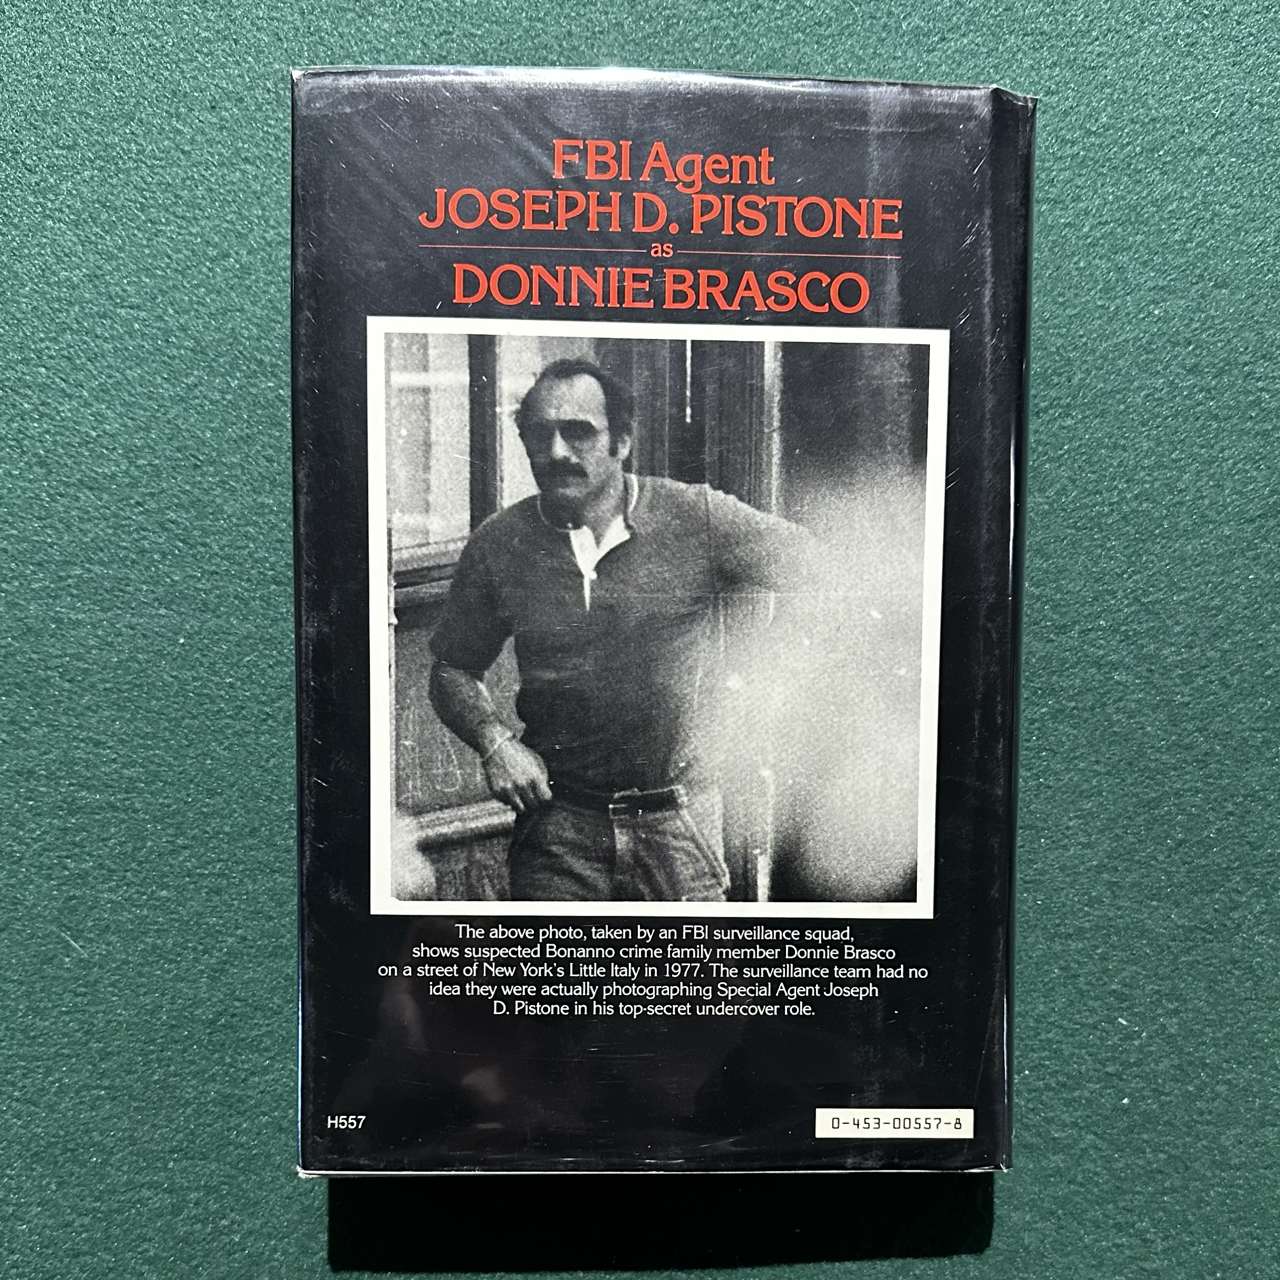 FBI Agent
JOSEPH D. PISTONE
as
DONNIE BRASCO
The above photo, taken by an FBI surveillance squad,
shows suspected Bonanno crime family member Donnie Brasco
on a street of New York's Little Italy in 1977. The surveillance team had no
idea they were actually photographing Special Agent Joseph
D. Pistone in his top-secret undercover role.
H557
0-453-00557-8